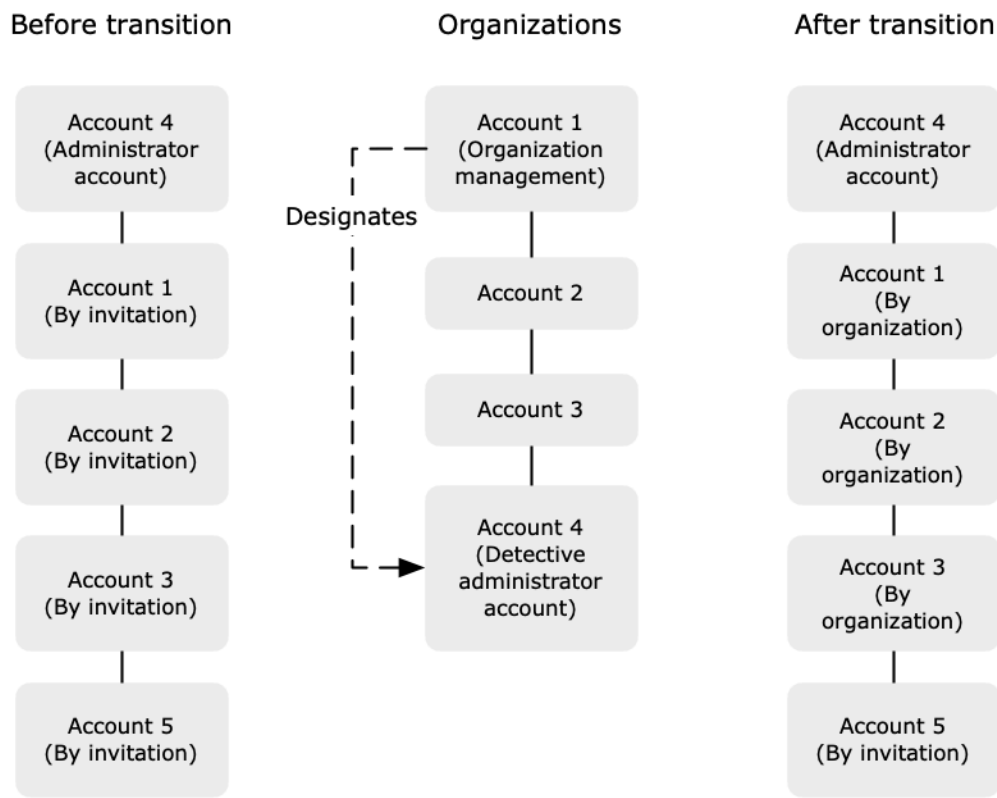 Before transition
Account 4
(Administrator
account)
Account 1
(By invitation)
Account 2
(By invitation)
Account 3
(By invitation)
Account 5
(By invitation)
Organizations
Account 1
(Organization
management)
Designates
Account 2
Account 3
Account 4
(Detective
administrator
account)
After transition
Account 4
(Administrator
account)
Account 1
(By
organization)
Account 2
(By
organization)
Account 3
(By
organization)
Account 5
(By invitation)